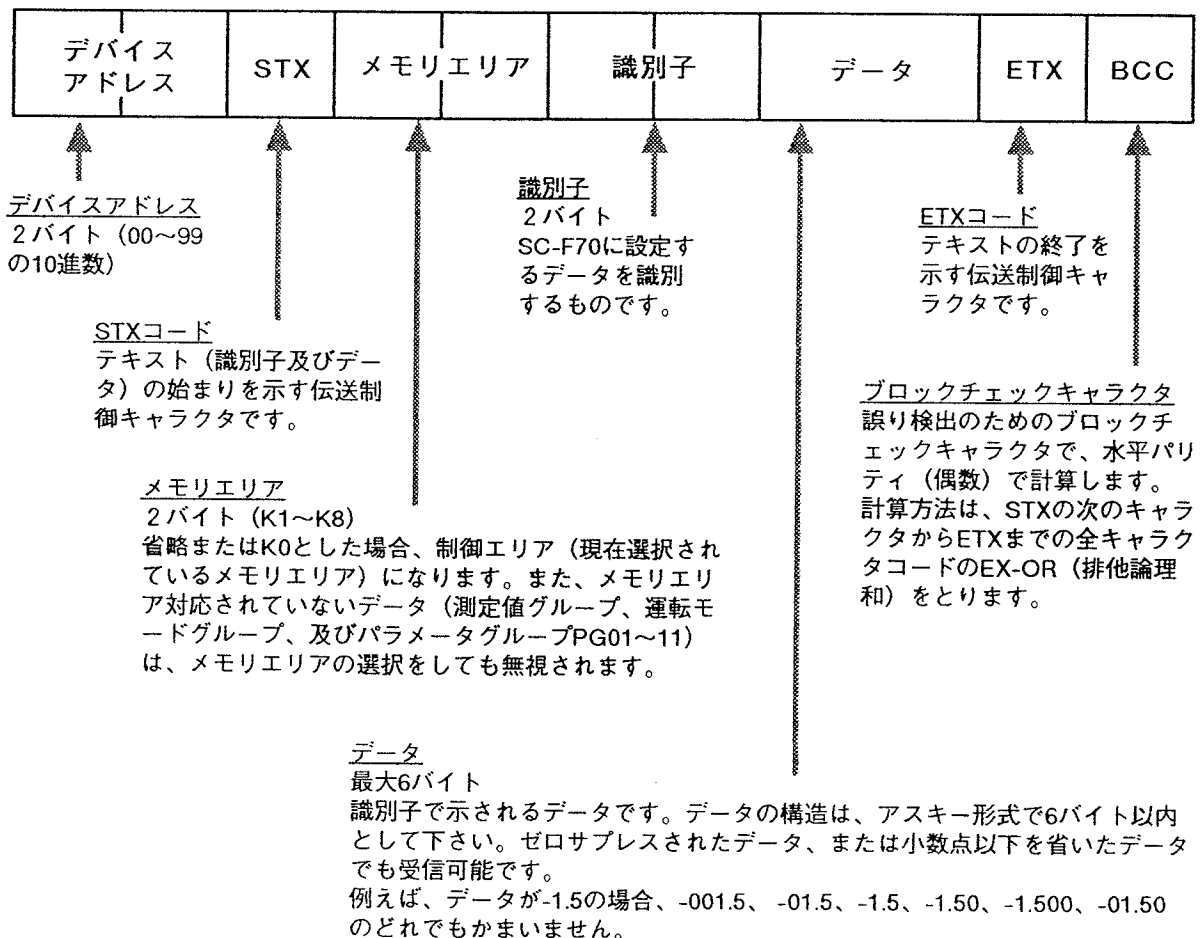 デバイス
アドレス
STX
メモリエリア
識別子
データ
ETX
BCC
デバイスアドレス
2バイト（00～99
の10進数）
STXコード
テキスト（識別子及びデー
タ）の始まりを示す伝送制
御キャラクタです。
メモリエリア
2バイト（K1～K8）
省略またはK0とした場合、制御エリア（現在選択され
ているメモリエリア）になります。また、メモリエリ
ア対応されていないデータ（測定値グループ、運転モ
ードグループ、及びパラメータグループPG01～11）
は、メモリエリアの選択をしても無視されます。
識別子
2バイト
SC-F70に設定す
るデータを識別
するものです。
データ
最大6バイト
識別子で示されるデータです。データの構造は、アスキー形式で6バイト以内
として下さい。ゼロサプレスされたデータ、または小数点以下を省いたデータ
でも受信可能です。
例えば、データが-1.5の場合、-001.5、 -01.5、-1.5、-1.50、-1.500、-01.50
のどれでもかまいません。
ETXコード
テキストの終了を
示す伝送制御キャ
ラクタです。
ブロックチェックキャラクタ
誤り検出のためのブロックチ
ェックキャラクタで、水平パリ
ティ（偶数）で計算します。
計算方法は、STXの次のキャラ
クタからETXまでの全キャラク
タコードのEX-OR（排他論理
和）をとります。